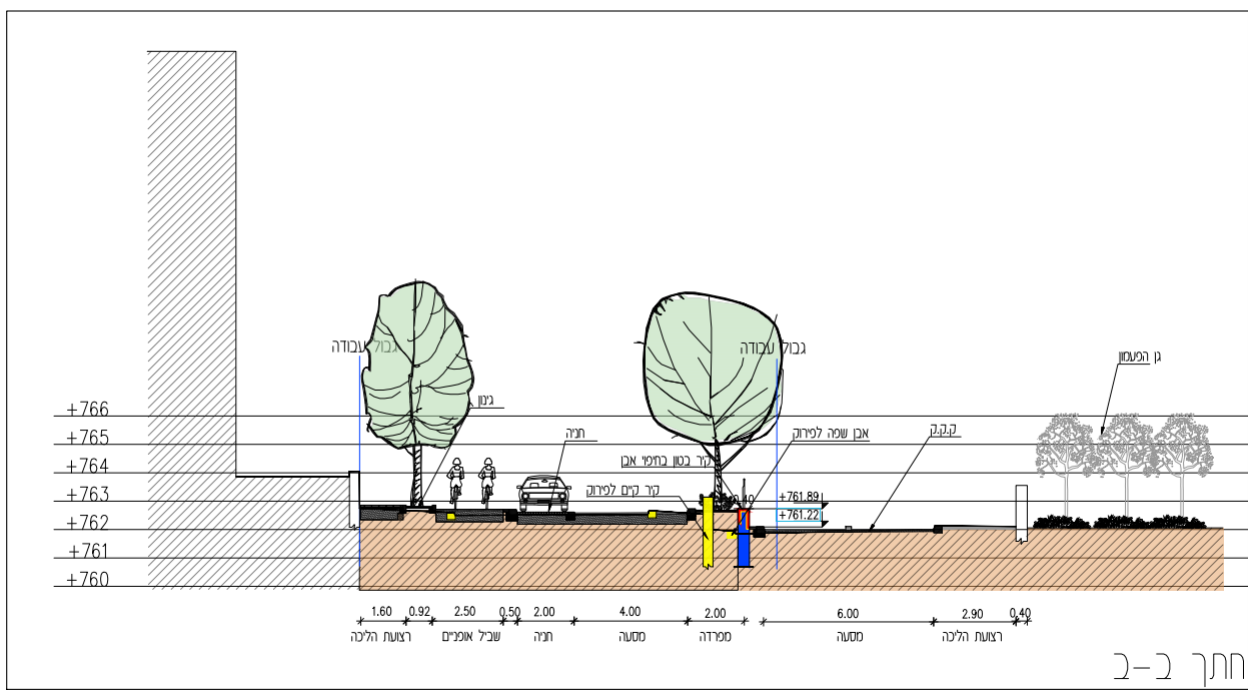 גבול עבודה
גבול עבודה
גן הפעמון
גינון
חניה
אבן שפה לפירוק
ק.ק.ק
קיר בטון בחיפוי אבן
קיר קיים לפירוק
0.40
+766
+765
+764
+763
+762
+761
+760
+761.89
+761.22
1.60 0.92 2.50 0.50 2.00 4.00 2.00 6.00 2.90 0.40
רצועת הליכה שביל אופניים חניה מסעה מפרדה מסעה רצועת הליכה
חתך ב-ב